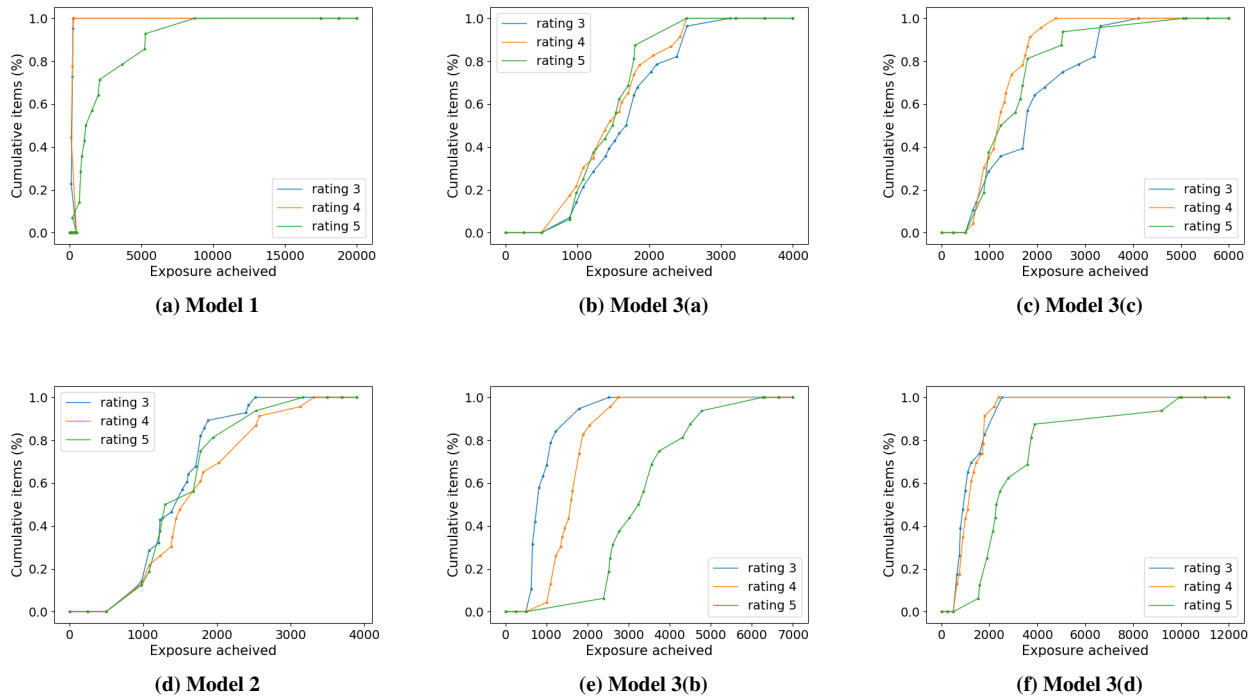 Cumulative items (%)
1.0
0.8
0.6
0.4
0.2
0.0
rating 3
rating 4
rating 5
0
5000
10000
15000
20000
Exposure acheived
(a) Model 1
Cumulative items (%)
1.0
0.8
0.6
0.4
0.2
0.0
rating 3
rating 4
rating 5
0
1000
2000
3000
4000
Exposure acheived
(b) Model 3(a)
Cumulative items (%)
1.0
0.8
0.6
0.4
0.2
0.0
rating 3
rating 4
rating 5
0
1000
2000
3000
4000
5000
6000
Exposure acheived
(c) Model 3(c)
Cumulative items (%)
1.0
0.8
0.6
0.4
0.2
0.0
rating 3
rating 4
rating 5
0
1000
2000
3000
4000
Exposure acheived
(d) Model 2
Cumulative items (%)
1.0
0.8
0.6
0.4
0.2
0.0
rating 3
rating 4
rating 5
0
1000
2000
3000
4000
5000
6000
7000
Exposure acheived
(e) Model 3(b)
Cumulative items (%)
1.0
0.8
0.6
0.4
0.2
0.0
rating 3
rating 4
rating 5
0
2000
4000
6000
8000
10000
12000
Exposure acheived
(f) Model 3(d)